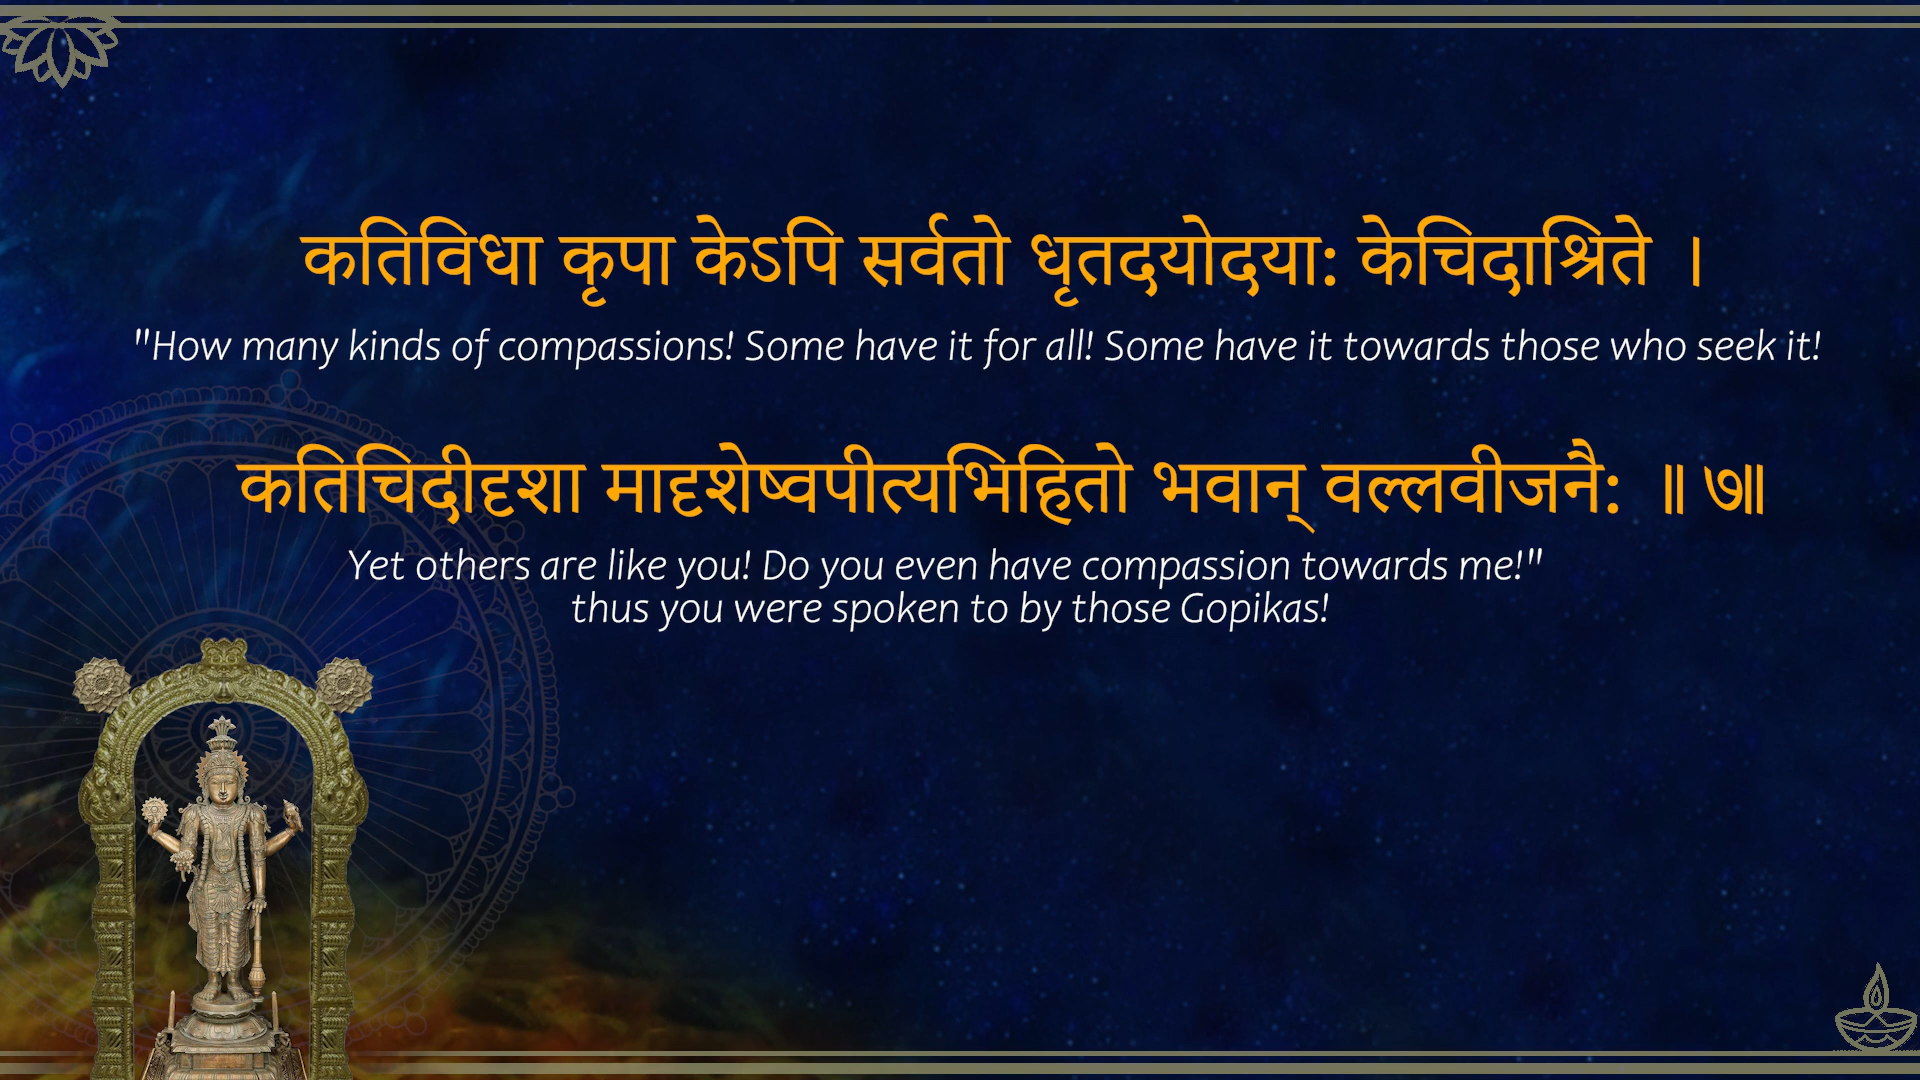 कतिविधा कृपा केऽपि सर्वतो धृतदयोदया: केचिदाश्रिते ।
"How many kinds of compassions! Some have it for all! Some have it towards those who seek it!
कतिचिदीदृशा मादृशेष्वपीत्यभिहितो भवान् वल्लवीजनै: ॥ ७॥
Yet others are like you! Do you even have compassion towards me!"
thus you were spoken to by those Gopikas!